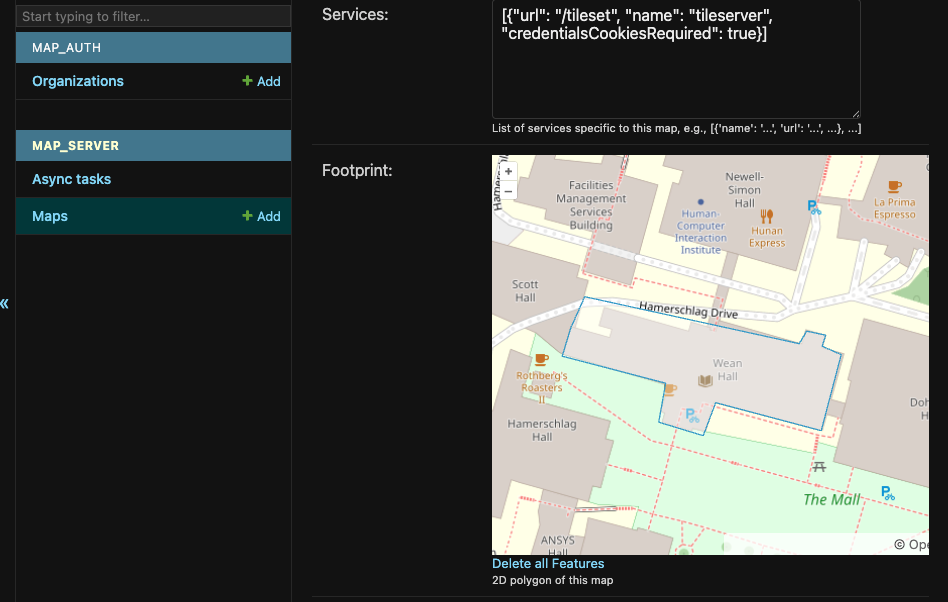 Start typing to filter...
MAP_AUTH
Organizations
+ Add
MAP_SERVER
Async tasks
Maps
+ Add
«
Services:
[{"url": "/tileset", "name": "tileserver",
"credentialsCookiesRequired": true}]
List of services specific to this map, e.g., [{'name': '...', 'url': '...', ...}, ...]
Footprint:
+
−
Facilities
Management
Services
Building
Newell-
Simon
Hall
Human-
Computer
Interaction
Institute
Hunan
Express
La Prima
Espresso
Scott
Hall
Hamerschlag Drive
Wean
Hall
Rothberg's
Roasters
II
Hamerschlag
Hall
Doh
H
The Mall
ANSYS
Hall
© Ope
Delete all Features
2D polygon of this map